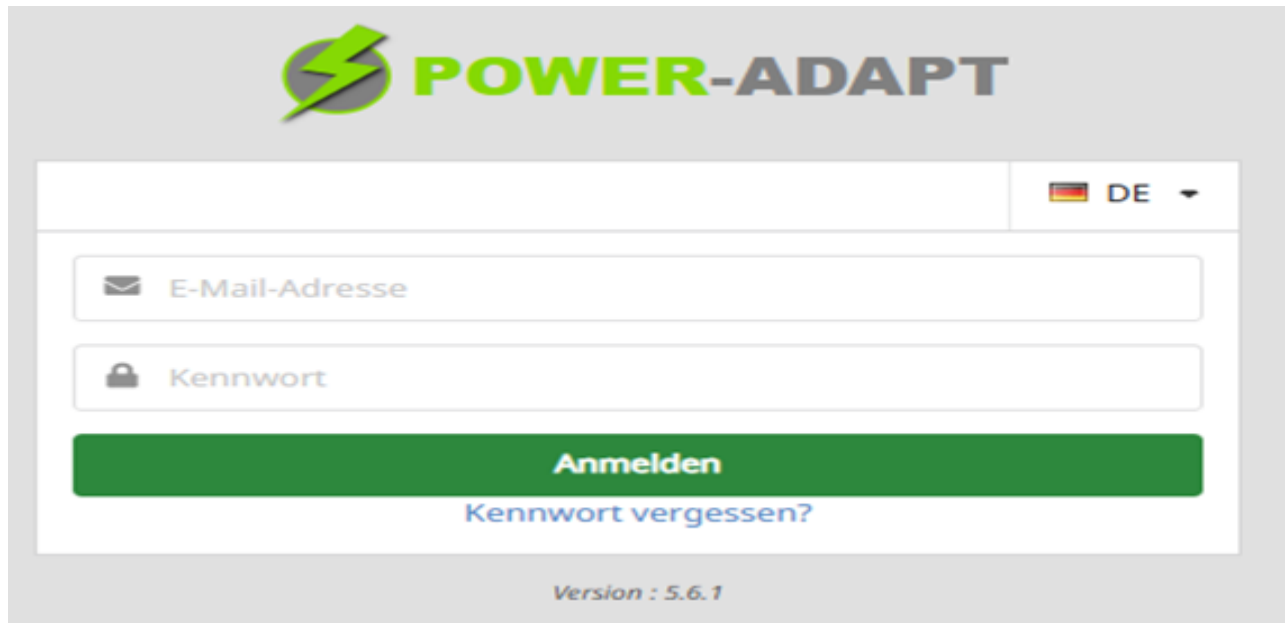 POWER-ADAPT
DE
E-Mail-Adresse
Kennwort
Anmelden
Kennwort vergessen?
Version : 5.6.1